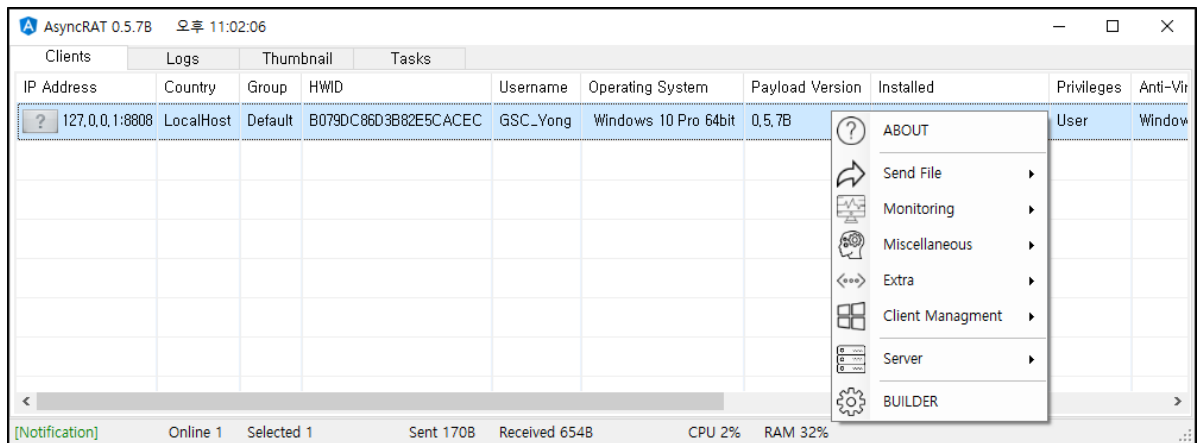 AsyncRAT 0.5.7B 오후 11:02:06
Clients Logs Thumbnail Tasks
IP Address Country Group HWID Username Operating System Payload Version Installed Privileges Anti-Vir
? 127,0,0,1:8808 LocalHost Default B079DC86D3B82E5CACEC GSC_Yong Windows 10 Pro 64bit 0,5,7B User Window
ABOUT
Send File
Monitoring
Miscellaneous
Extra
Client Managment
Server
BUILDER
[Notification] Online 1 Selected 1 Sent 170B Received 654B CPU 2% RAM 32%